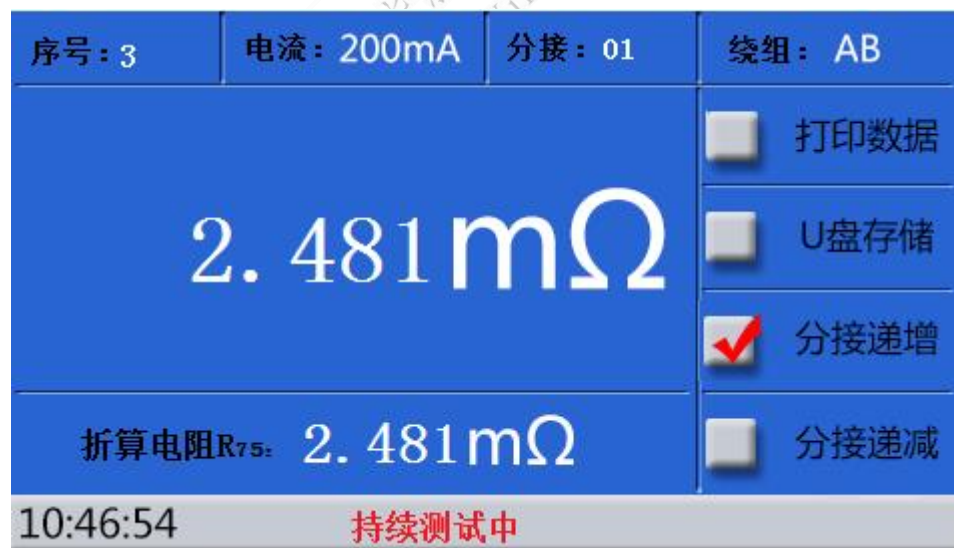 序号:3 电流:200mA 分接:01 绕组:AB
打印数据
2.481mΩ
U盘存储
分接递增
折算电阻R75: 2.481mΩ
分接递减
10:46:54 持续测试中